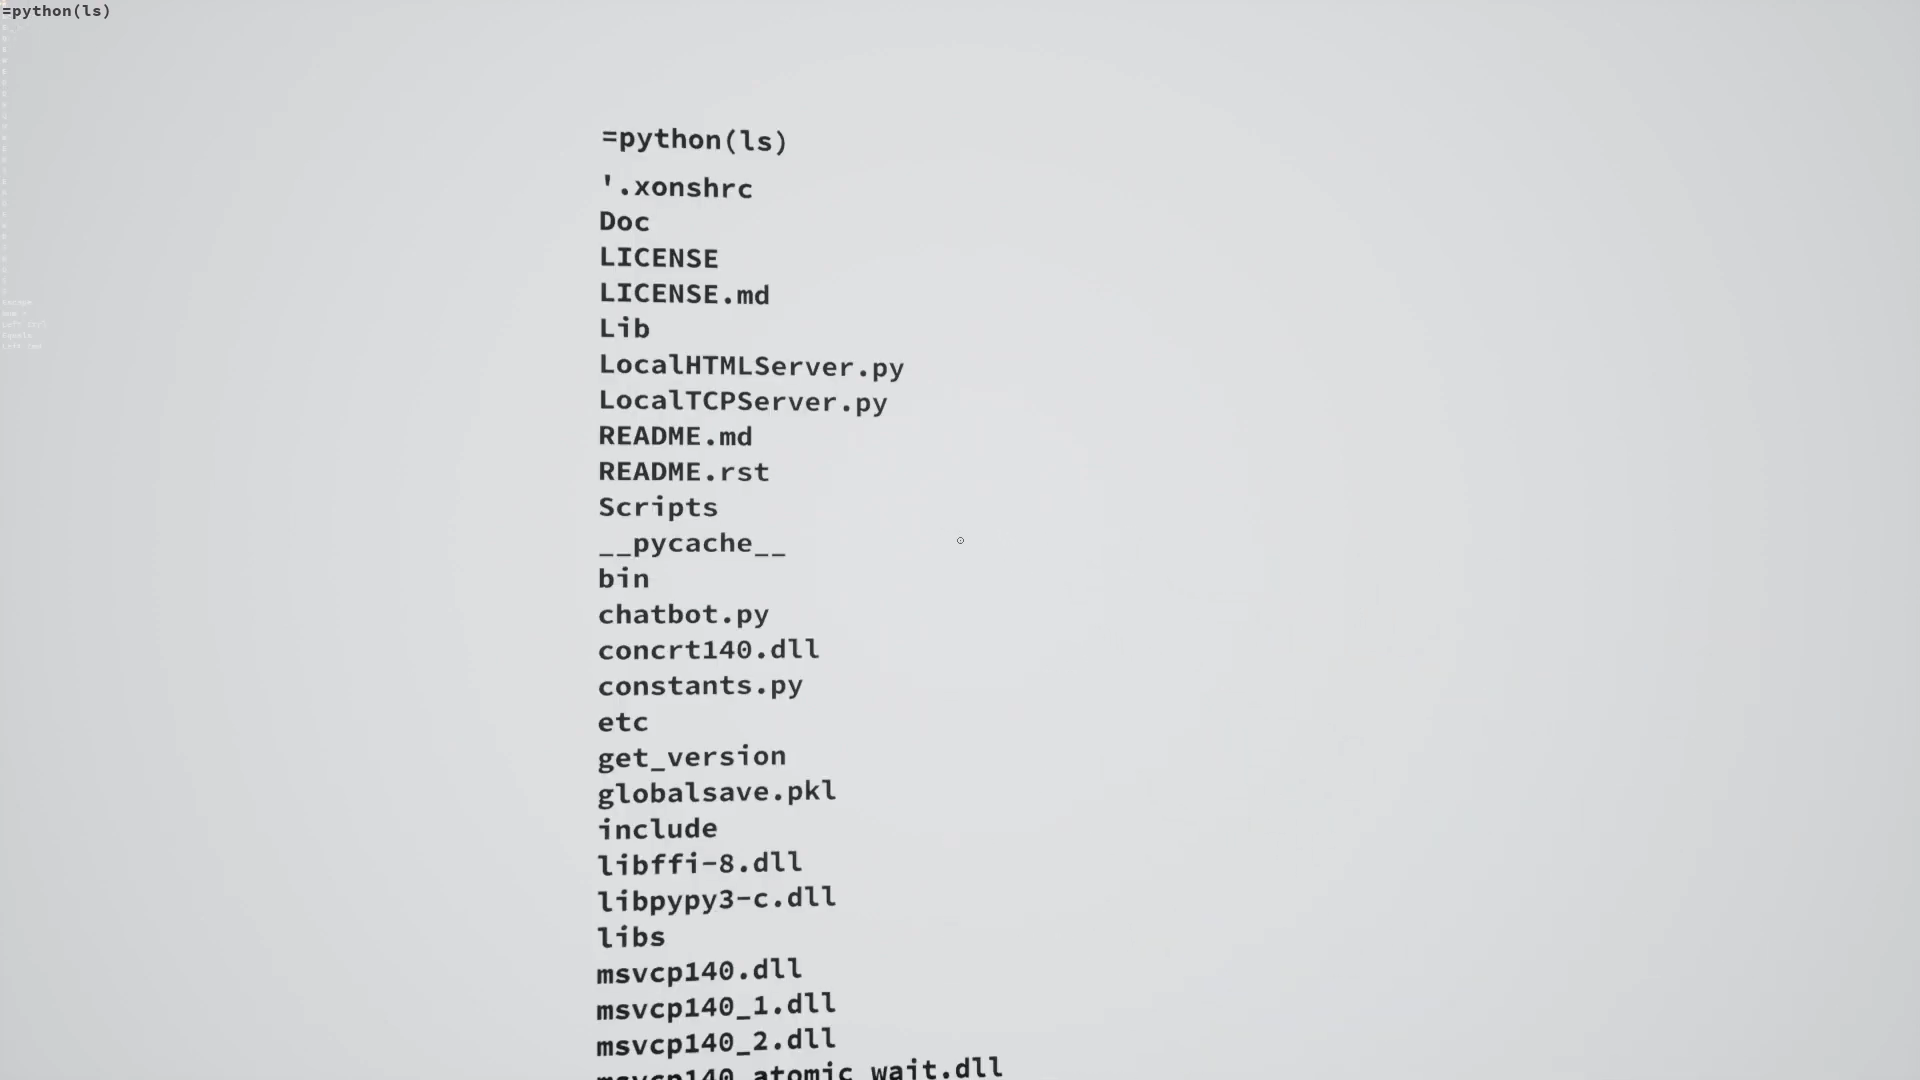 =python(ls)
=python(ls)
'.xonshrc
Doc
LICENSE
LICENSE.md
Lib
LocalHTMLServer.py
LocalTCPServer.py
README.md
README.rst
Scripts
__pycache__
bin
chatbot.py
concrt140.dll
constants.py
etc
get_version
globalsave.pkl
include
libffi-8.dll
libpypy3-c.dll
libs
msvcp140.dll
msvcp140_1.dll
msvcp140_2.dll
msvcp140_atomic_wait.dll